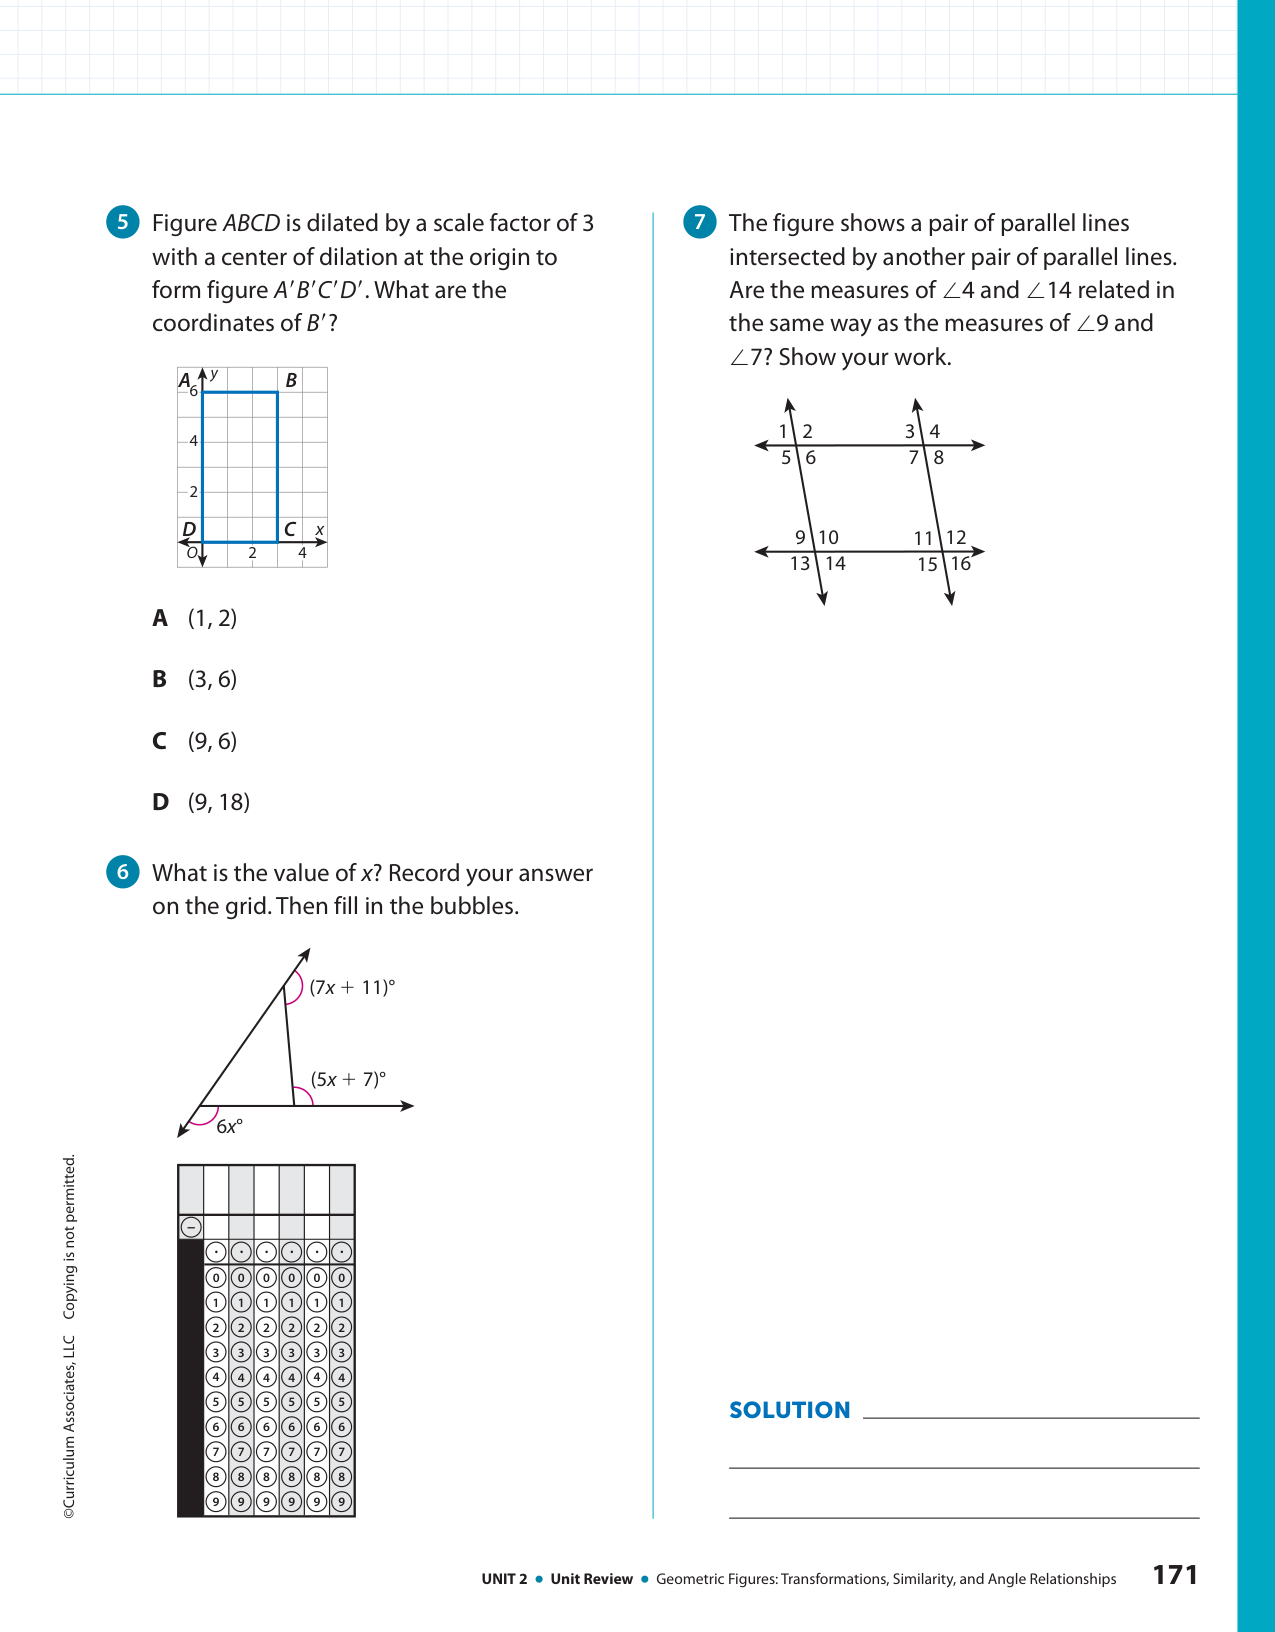 5 Figure ABCD is dilated by a scale factor of 3
with a center of dilation at the origin to
form figure A′B′C′D′. What are the
coordinates of B′?
A y B
6
4
2
D C x
O 2 4
A (1, 2)
B (3, 6)
C (9, 6)
D (9, 18)
6 What is the value of x? Record your answer
on the grid. Then fill in the bubbles.
(7x + 11)°
(5x + 7)°
6x°
−
· · · · · ·
0 0 0 0 0 0
1 1 1 1 1 1
2 2 2 2 2 2
3 3 3 3 3 3
4 4 4 4 4 4
5 5 5 5 5 5
6 6 6 6 6 6
7 7 7 7 7 7
8 8 8 8 8 8
9 9 9 9 9 9
7 The figure shows a pair of parallel lines
intersected by another pair of parallel lines.
Are the measures of ∠4 and ∠14 related in
the same way as the measures of ∠9 and
∠7? Show your work.
1 2 3 4
5 6 7 8
9 10 11 12
13 14 15 16
SOLUTION
©Curriculum Associates, LLC Copying is not permitted.
UNIT 2 • Unit Review • Geometric Figures: Transformations, Similarity, and Angle Relationships 171